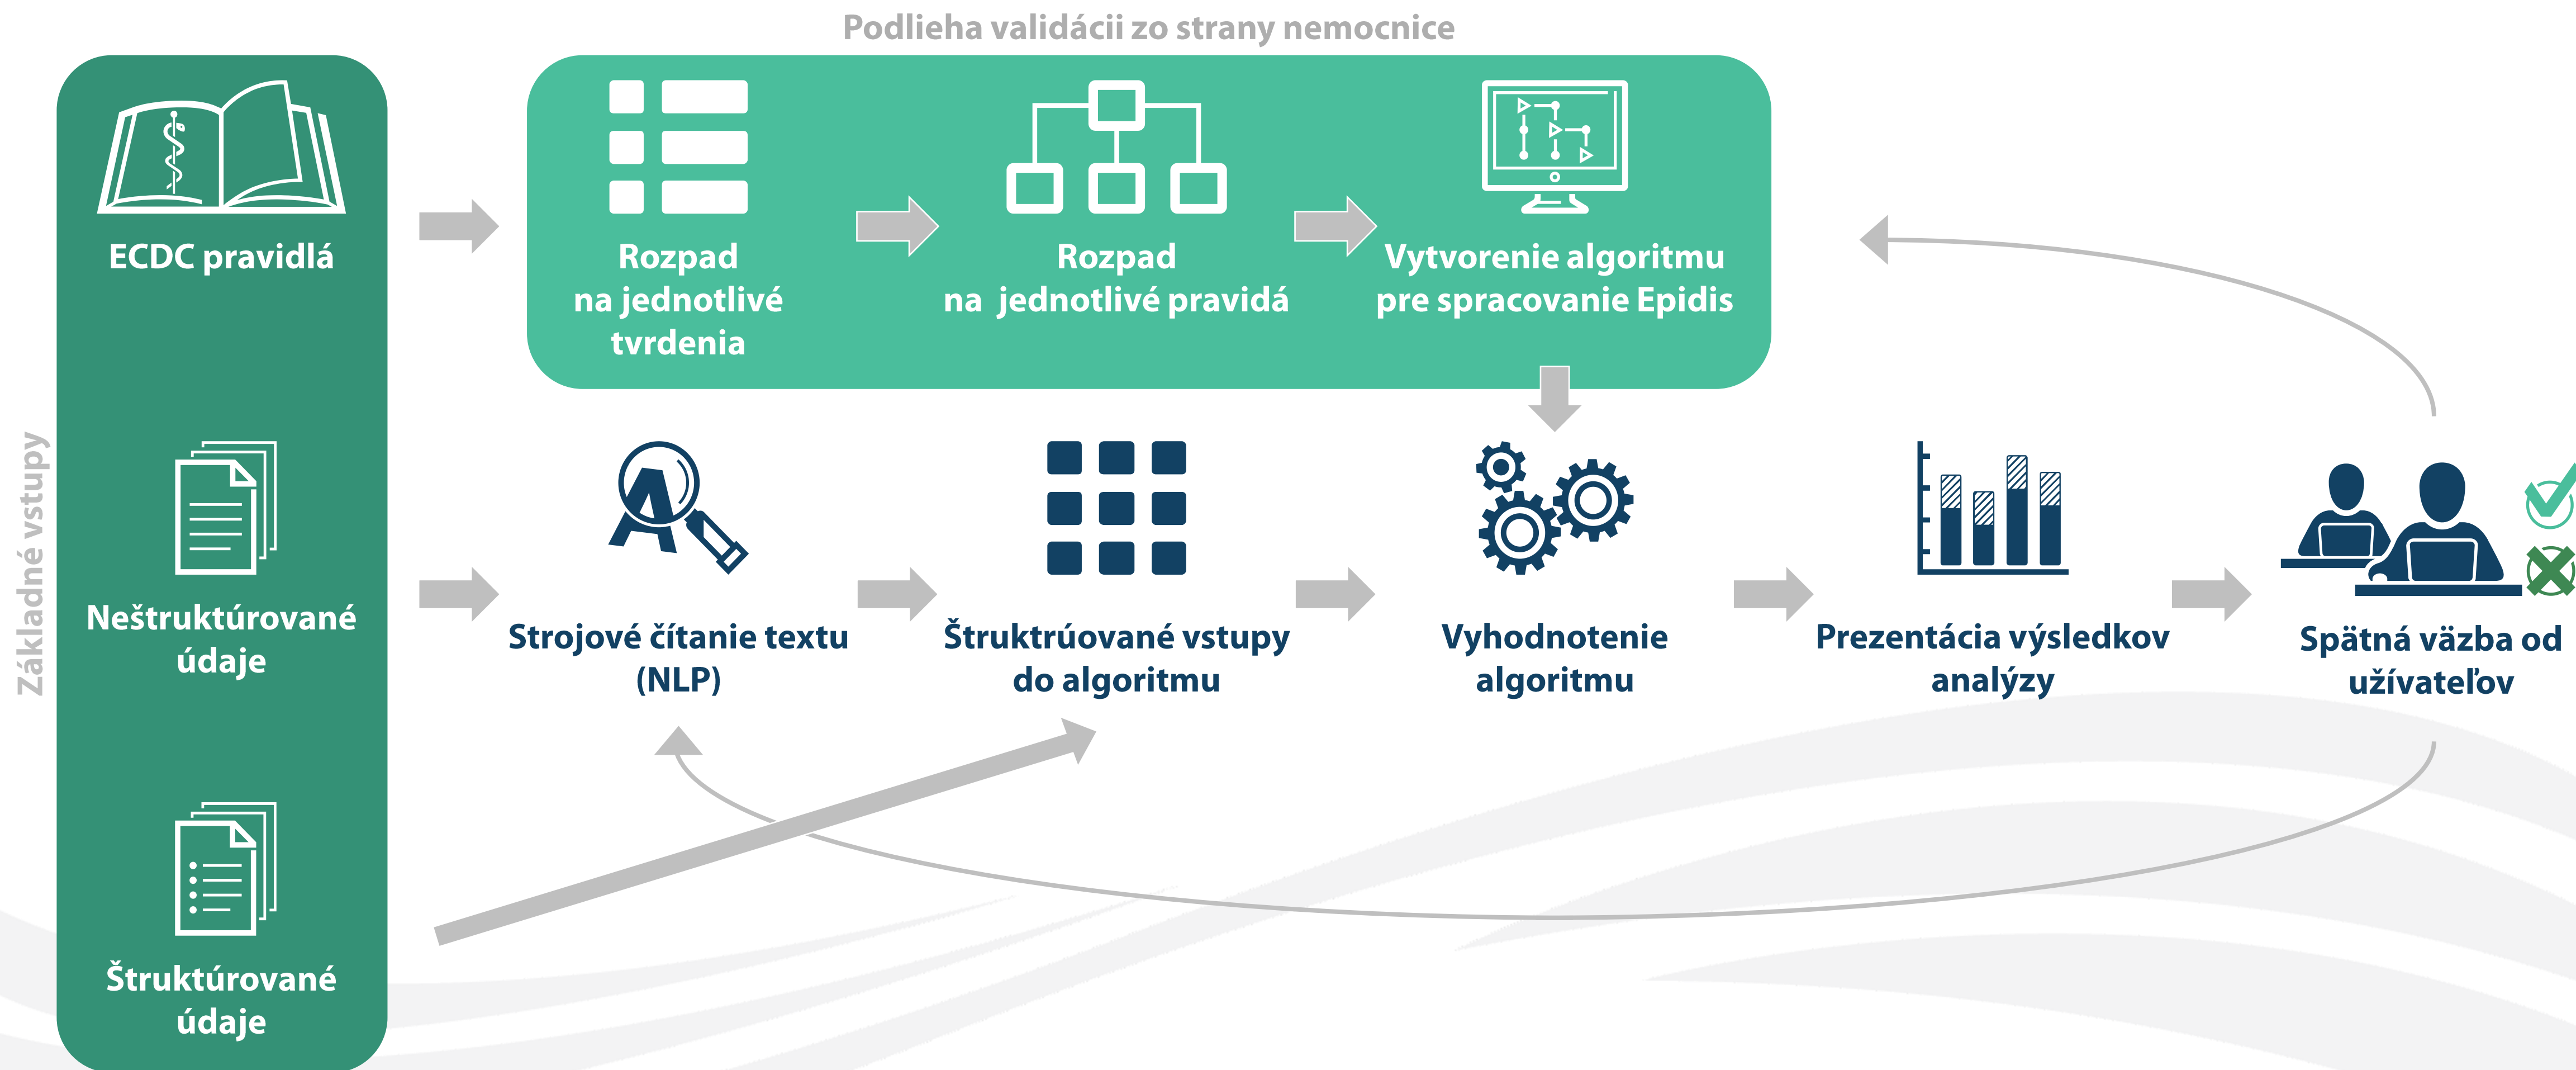 Podlieha validácii zo strany nemocnice
Základné vstupy
ECDC pravidlá
Rozpad
na jednotlivé
tvrdenia
Rozpad
na jednotlivé pravidá
Vytvorenie algoritmu
pre spracovanie Epidis
Neštruktúrované
údaje
Strojové čítanie textu
(NLP)
Štruktrúované vstupy
do algoritmu
Vyhodnotenie
algoritmu
Prezentácia výsledkov
analýzy
Spätná väzba od
užívateľov
Štruktúrované
údaje